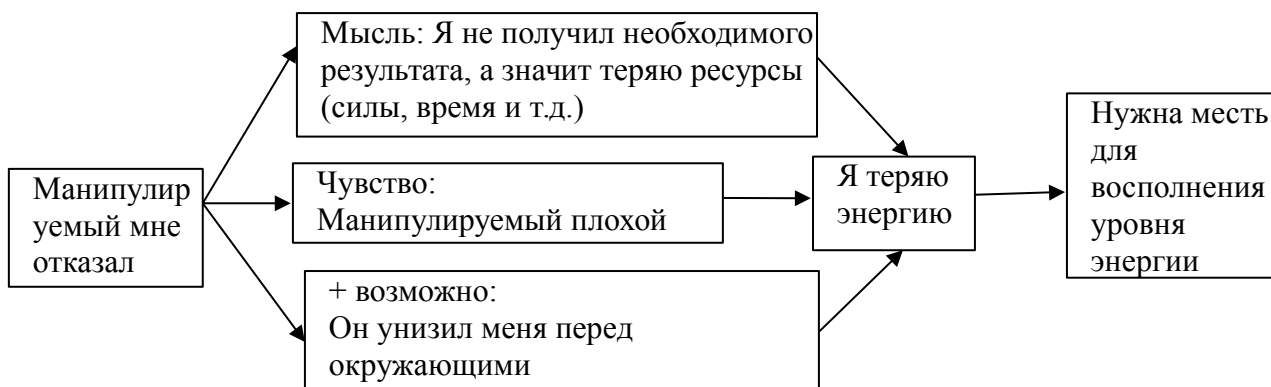 Манипулир
уемый мне
отказал
Мысль: Я не получил необходимого
результата, а значит теряю ресурсы
(силы, время и т.д.)
Чувство:
Манипулируемый плохой
+ возможно:
Он унизил меня перед
окружающими
Я теряю
энергию
Нужна месть
для
восполнения
уровня
энергии